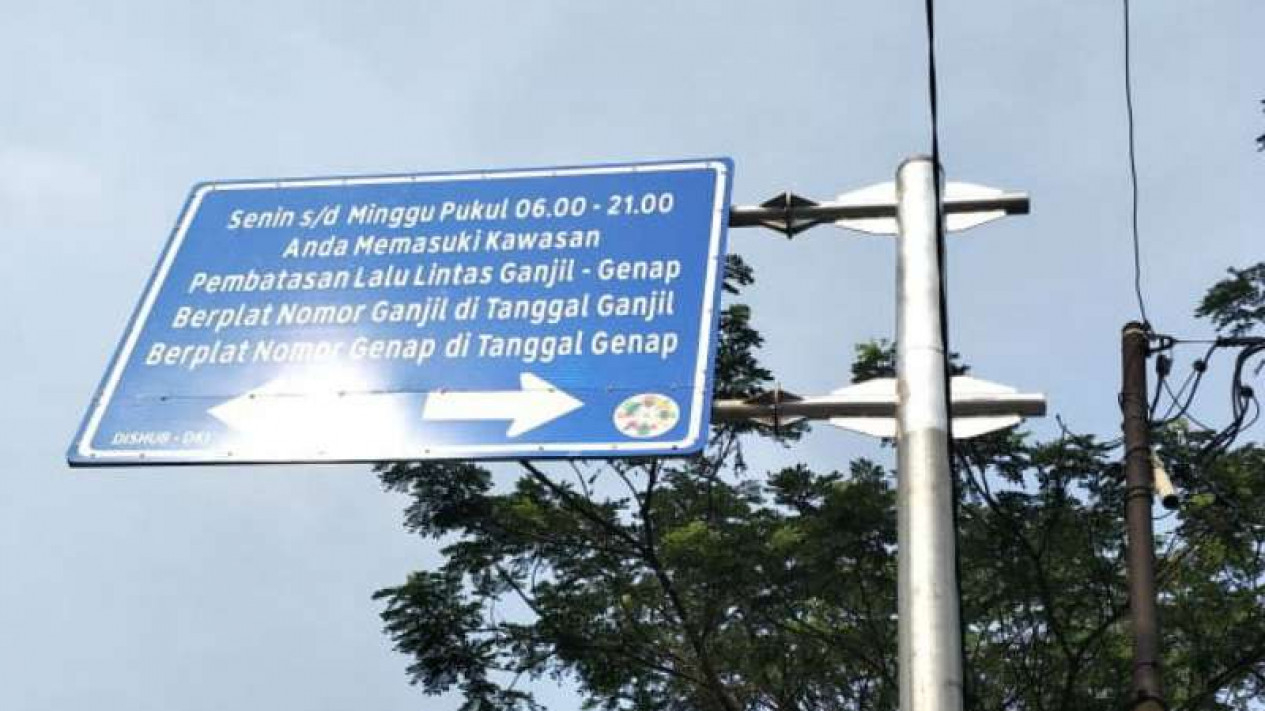 Senin s/d Minggu Pukul 06.00 - 21.00
Anda Memasuki Kawasan
Pembatasan Lalu Lintas Ganjil - Genap
Berplat Nomor Ganjil di Tanggal Ganjil
Berplat Nomor Genap di Tanggal Genap
DISHUB - DKI